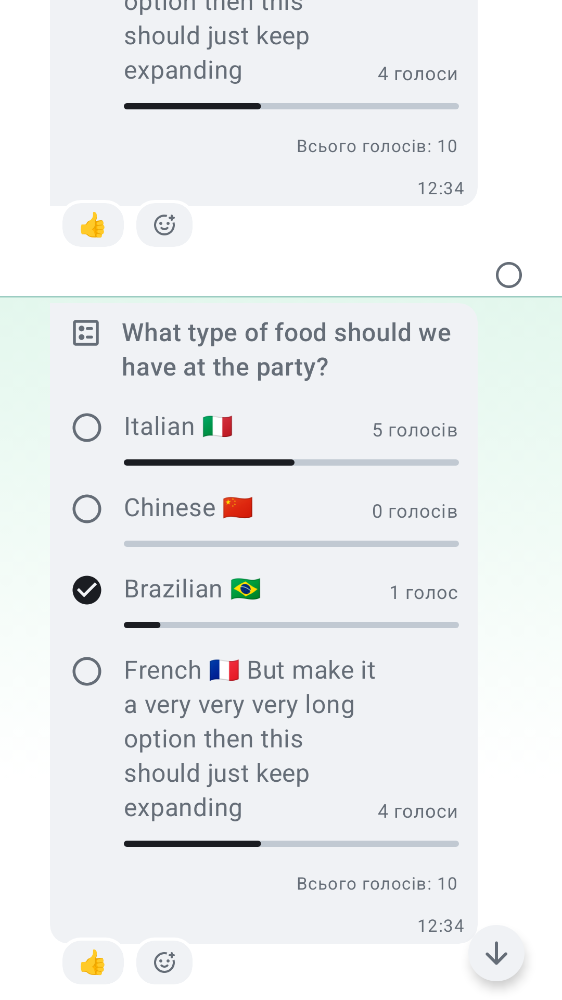 option then this
should just keep
expanding 4 голоси
Всього голосів: 10
12:34
👍
What type of food should we
have at the party?
Italian 🇮🇹 5 голосів
Chinese 🇨🇳 0 голосів
Brazilian 🇧🇷 1 голос
French 🇫🇷 But make it
a very very very long
option then this
should just keep
expanding 4 голоси
Всього голосів: 10
12:34
👍